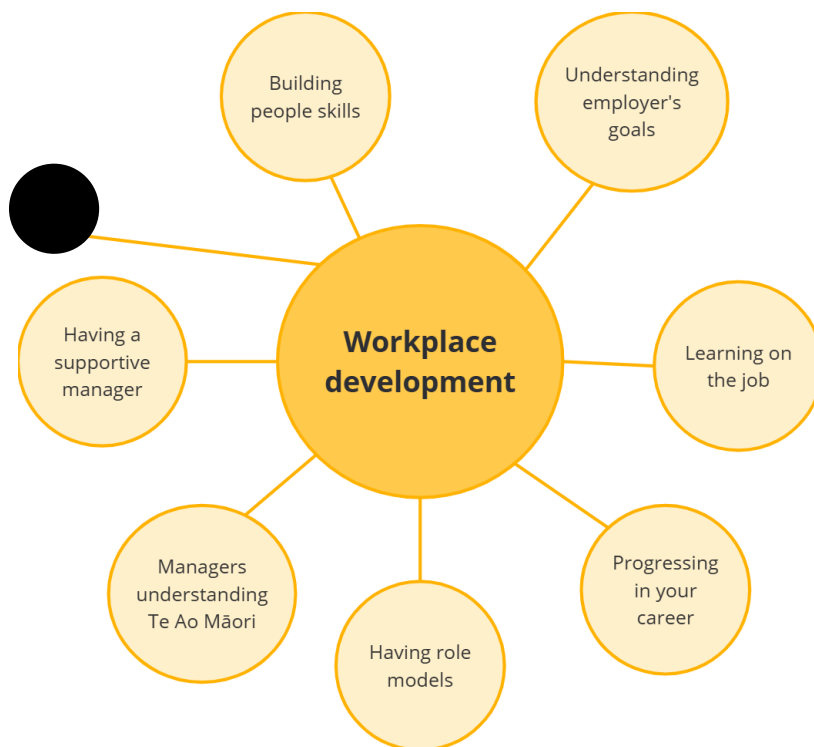 Building
people skills
Understanding
employer's
goals
Having a
supportive
manager
Workplace
development
Learning on
the job
Managers
understanding
Te Ao Māori
Having role
models
Progressing
in your
career